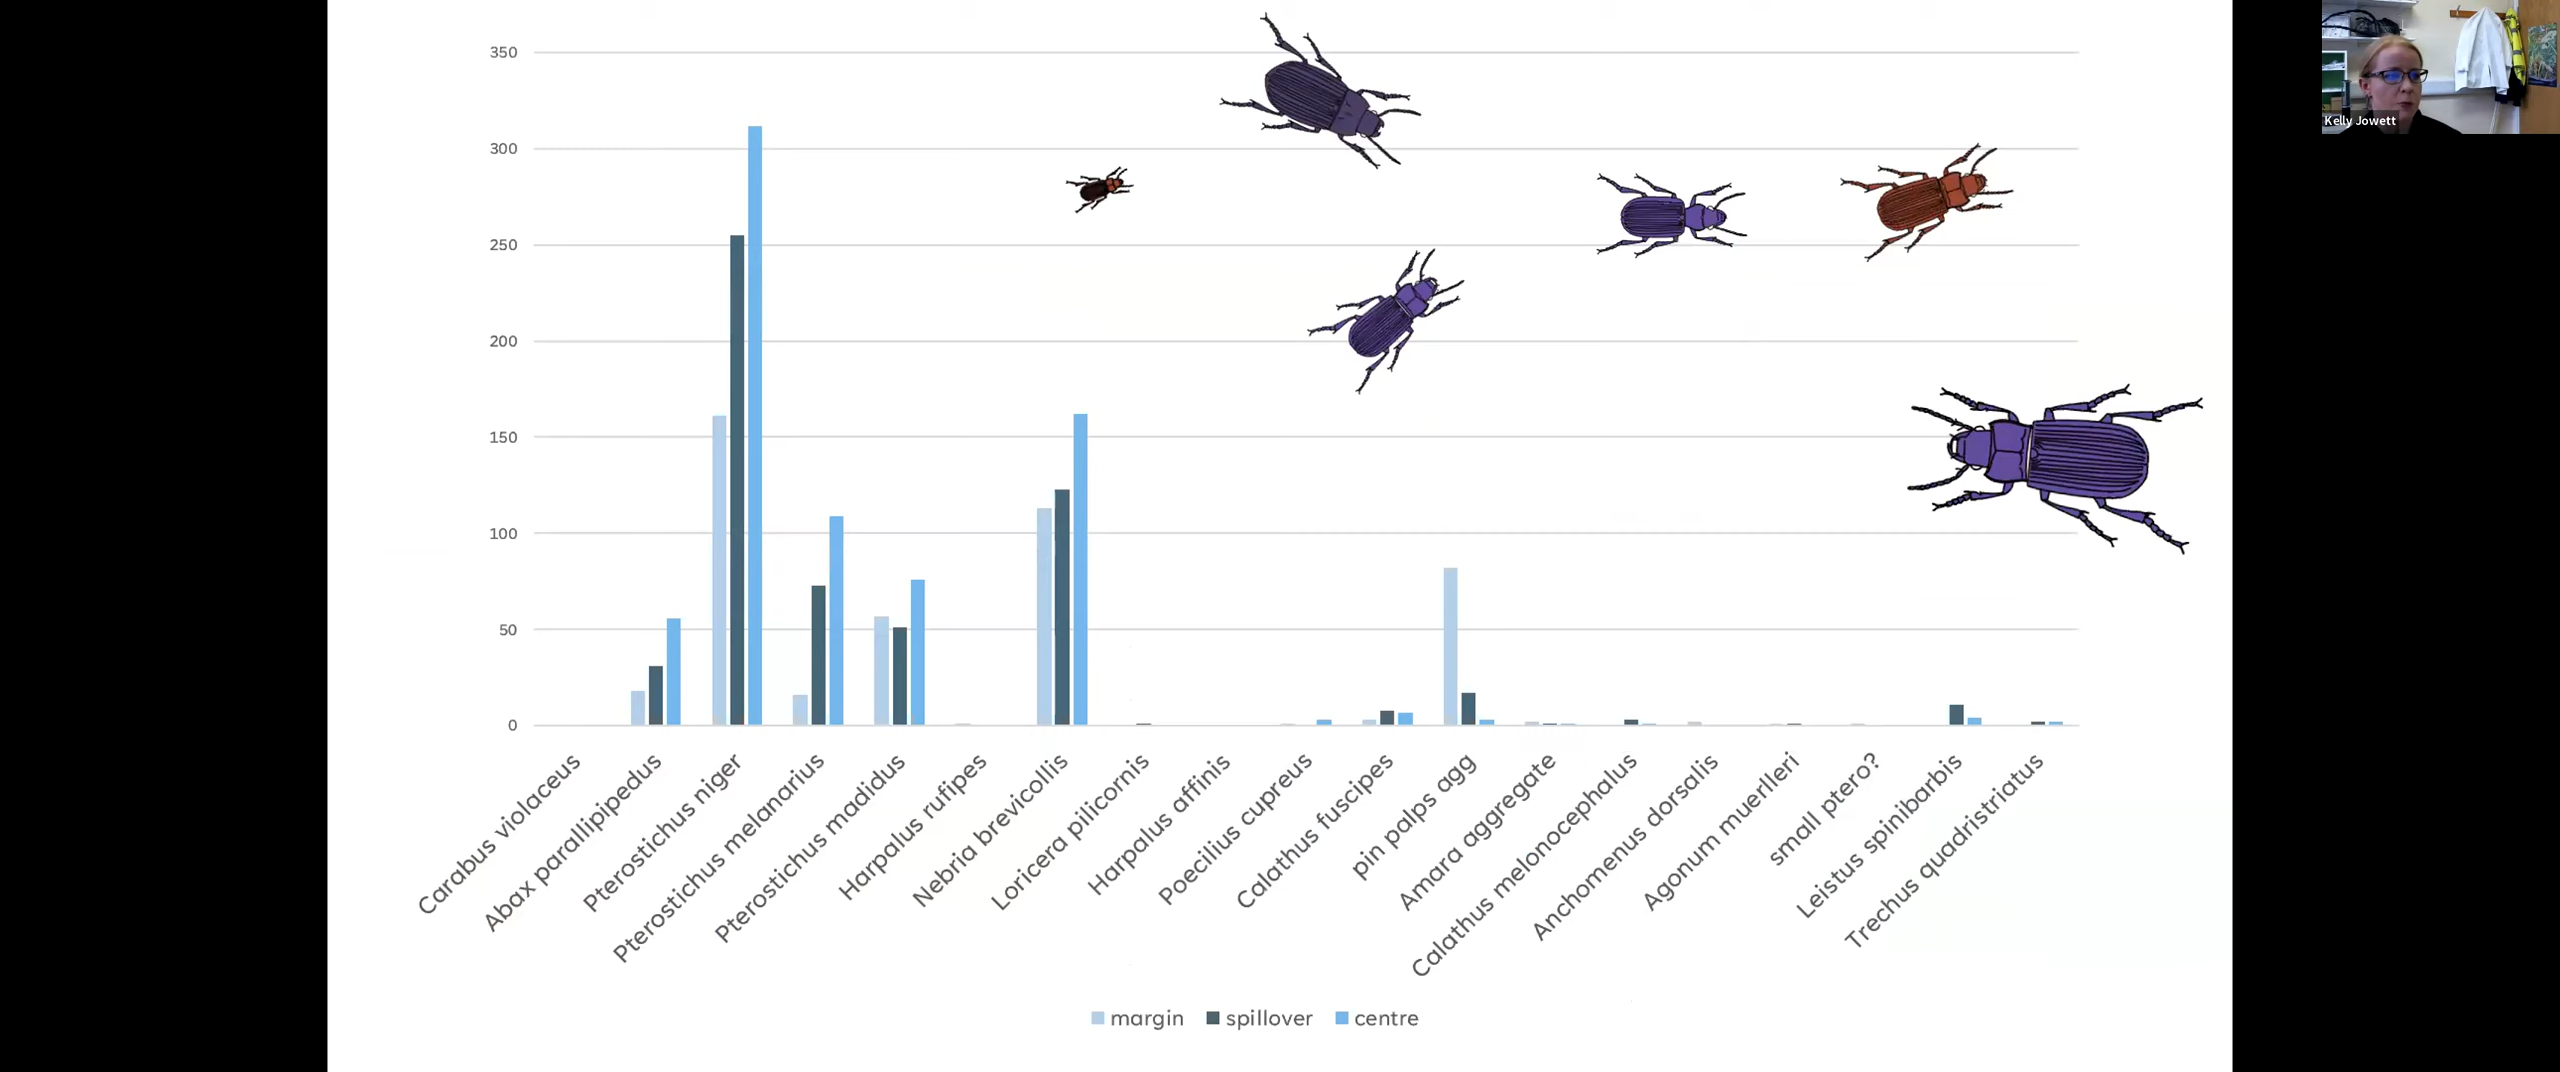 350
300
250
200
150
100
50
0
Carabus violaceus
Abax parallipipedus
Pterostichus niger
Pterostichus melanarius
Pterostichus madidus
Harpalus rufipes
Nebria brevicollis
Loricera pilicornis
Harpalus affinis
Poecilius cupreus
Calathus fuscipes
pin palps agg
Amara aggregate
Calathus melonocephalus
Anchomenus dorsalis
Agonum muerlleri
small ptero?
Leistus spinibarbis
Trechus quadristriatus
margin spillover centre
Kelly Jowett